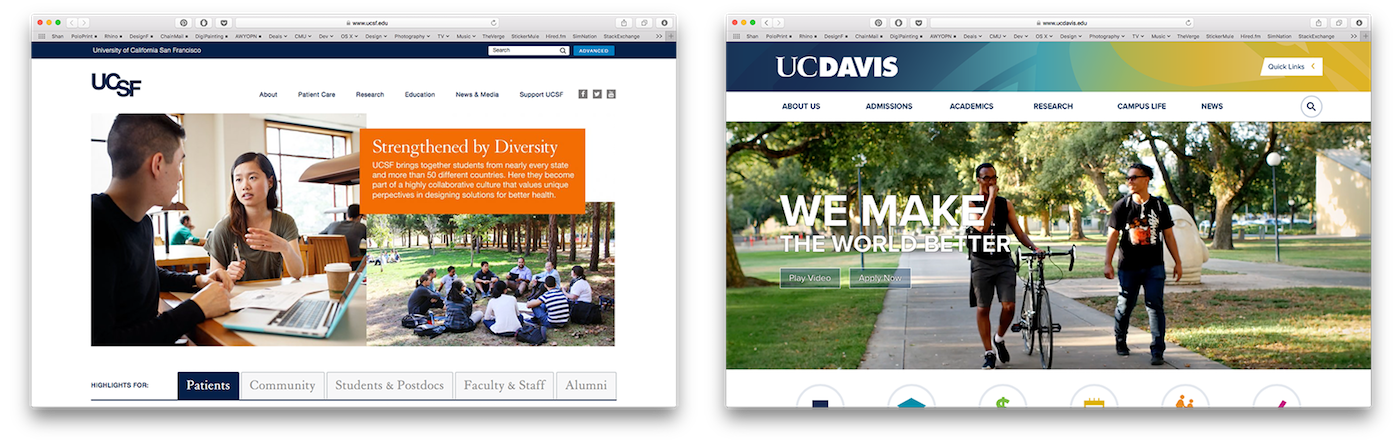 www.ucsf.edu
Shan PoloPrint Rhino DesignF ChainMail DigiPainting AWYOPN Deals CMU Dev OS X Design Photography TV Music TheVerge StickerMule Hired.fm SimNation StackExchange >>
University of California San Francisco
Search
ADVANCED
UCSF
About Patient Care Research Education News & Media Support UCSF
Strengthened by Diversity
UCSF brings together students from nearly every state
and more than 50 different countries. Here they become
part of a highly collaborative culture that values unique
perpectives in designing solutions for better health.
HIGHLIGHTS FOR:
Patients Community Students & Postdocs Faculty & Staff Alumni
www.ucdavis.edu
Shan PoloPrint Rhino DesignF ChainMail DigiPainting AWYOPN Deals CMU Dev OS X Design Photography TV Music TheVerge StickerMule Hired.fm SimNation StackExchange >>
UCDAVIS
Quick Links
ABOUT US ADMISSIONS ACADEMICS RESEARCH CAMPUS LIFE NEWS
WE MAKE
THE WORLD BETTER
Play Video Apply Now